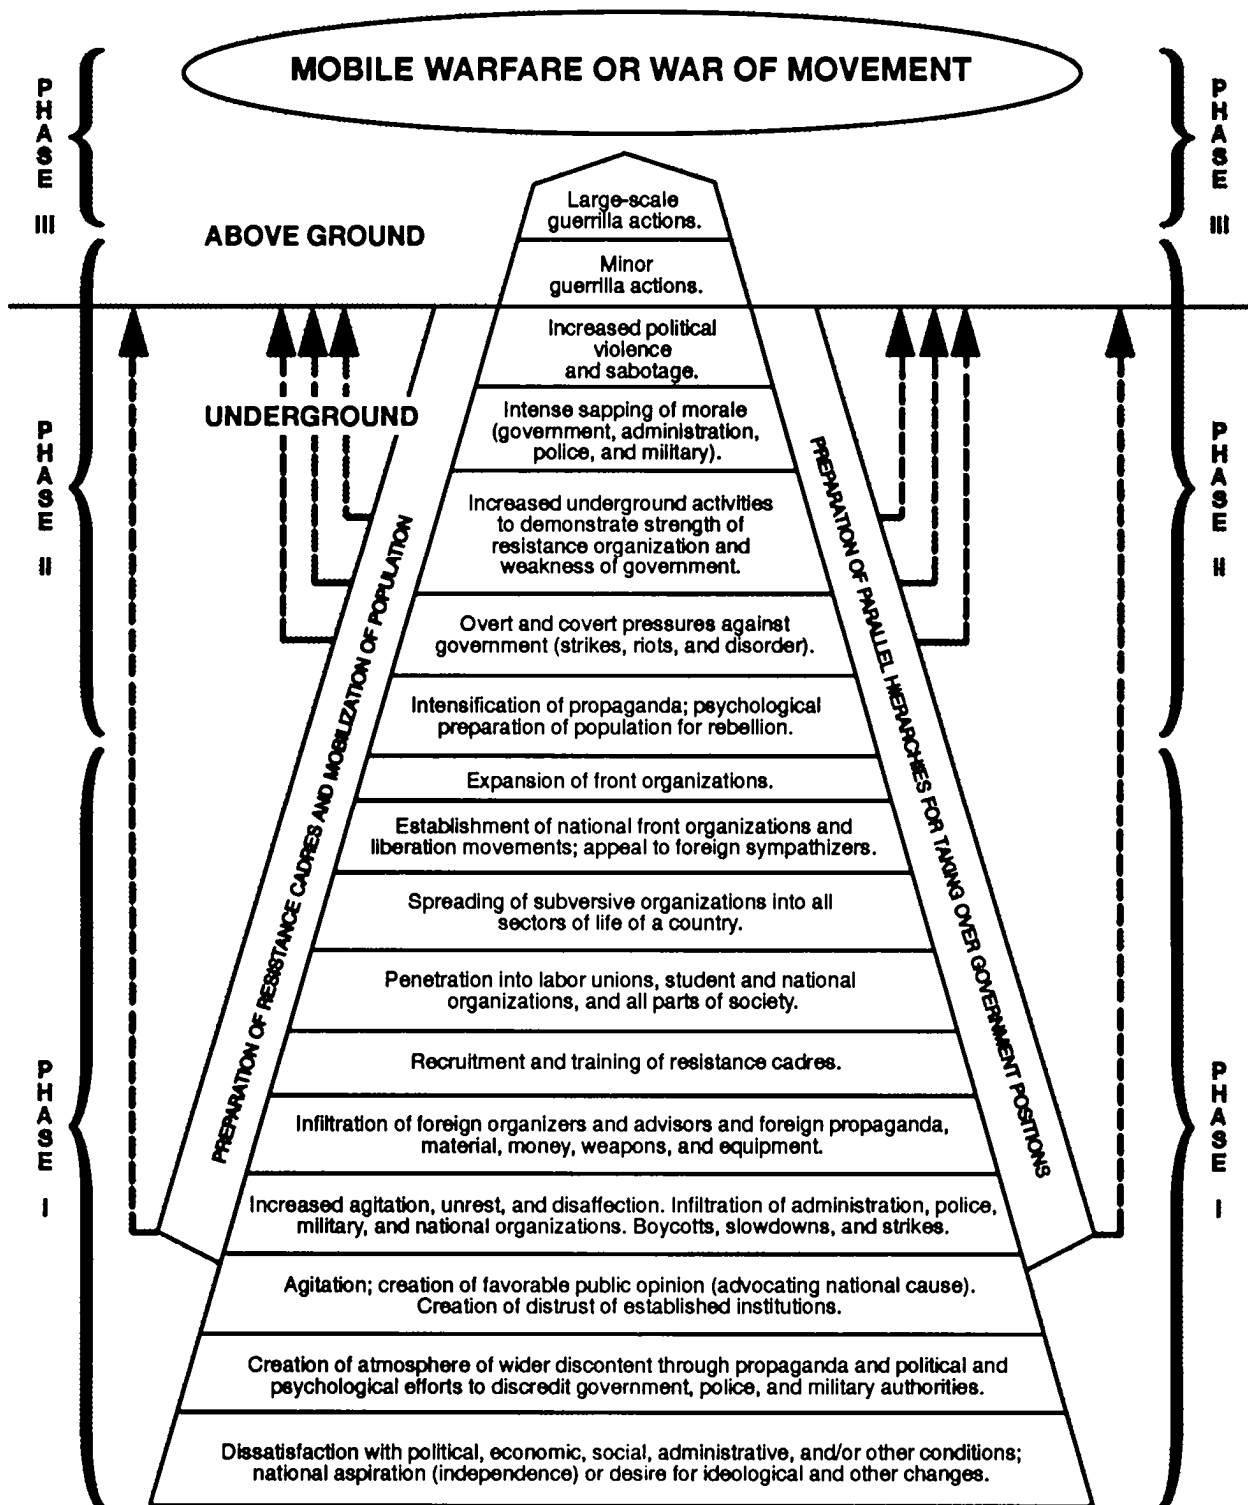 MOBILE WARFARE OR WAR OF MOVEMENT
PHASE III
PHASE III
Large-scale
guerrilla actions.
ABOVE GROUND
Minor
guerrilla actions.
Increased political
violence
and sabotage.
UNDERGROUND
Intense sapping of morale
(government, administration,
police, and military).
PHASE II
PHASE II
Increased underground activities
to demonstrate strength of
resistance organization and
weakness of government.
Overt and covert pressures against
government (strikes, riots, and disorder).
Intensification of propaganda; psychological
preparation of population for rebellion.
PREPARATION OF RESISTANCE CADRES AND MOBILIZATION OF POPULATION
PREPARATION OF PARALLEL HIERARCHIES FOR TAKING OVER GOVERNMENT POSITIONS
Expansion of front organizations.
Establishment of national front organizations and
liberation movements; appeal to foreign sympathizers.
Spreading of subversive organizations into all
sectors of life of a country.
Penetration into labor unions, student and national
organizations, and all parts of society.
Recruitment and training of resistance cadres.
PHASE I
PHASE I
Infiltration of foreign organizers and advisors and foreign propaganda,
material, money, weapons, and equipment.
Increased agitation, unrest, and disaffection. Infiltration of administration, police,
military, and national organizations. Boycotts, slowdowns, and strikes.
Agitation; creation of favorable public opinion (advocating national cause).
Creation of distrust of established institutions.
Creation of atmosphere of wider discontent through propaganda and political and
psychological efforts to discredit government, police, and military authorities.
Dissatisfaction with political, economic, social, administrative, and/or other conditions;
national aspiration (independence) or desire for ideological and other changes.